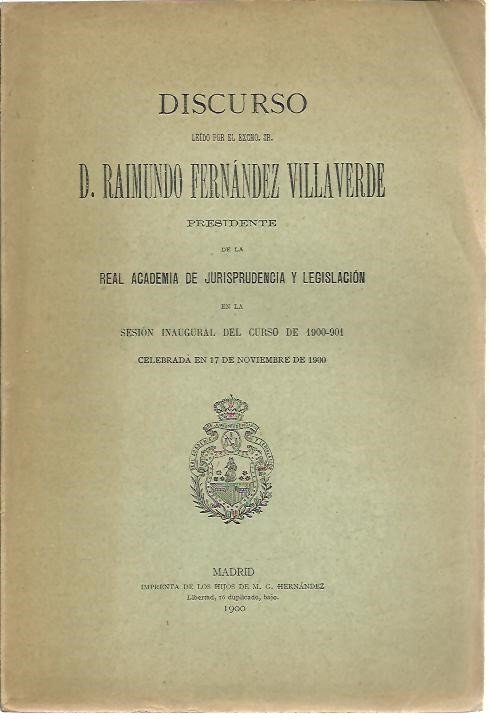 DISCURSO
LEÍDO POR EL EXCMO. SR.
D. RAIMUNDO FERNÁNDEZ VILLAVERDE
PRESIDENTE
DE LA
REAL ACADEMIA DE JURISPRUDENCIA Y LEGISLACIÓN
EN LA
SESIÓN INAUGURAL DEL CURSO DE 1900-901
CELEBRADA EN 17 DE NOVIEMBRE DE 1900
MADRID
IMPRENTA DE LOS HIJOS DE M. G. HERNÁNDEZ
Libertad, 16 duplicado, bajo.
1900